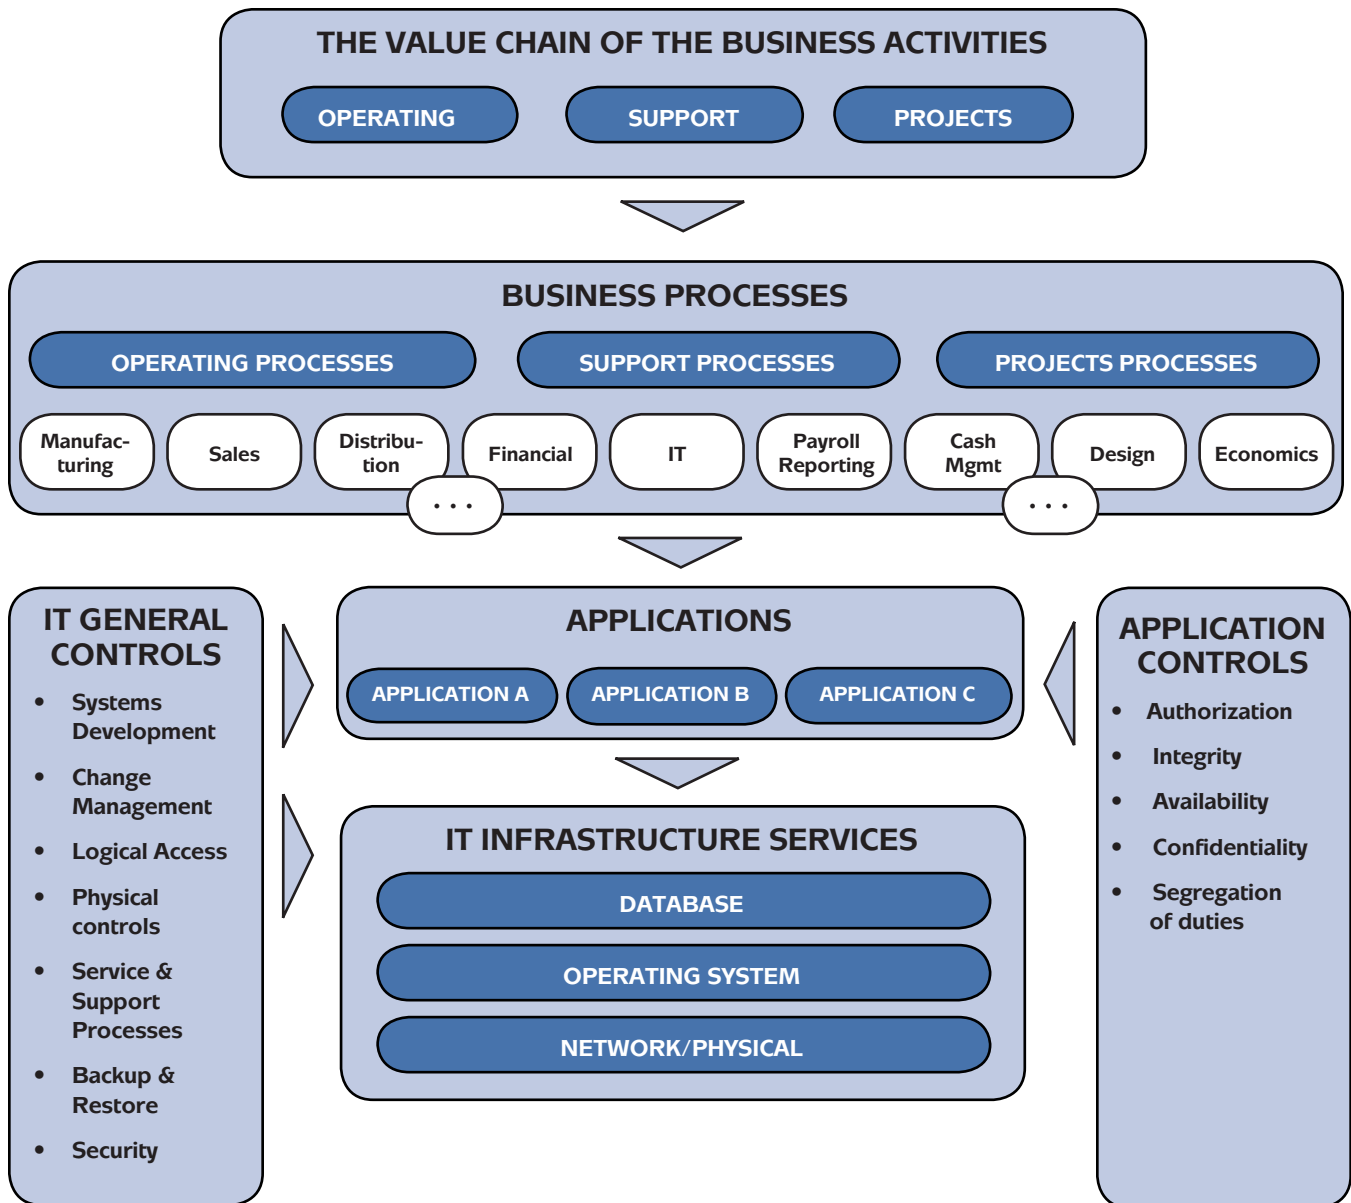 THE VALUE CHAIN OF THE BUSINESS ACTIVITIES
OPERATING
SUPPORT
PROJECTS
BUSINESS PROCESSES
OPERATING PROCESSES
SUPPORT PROCESSES
PROJECTS PROCESSES
Manufac-
turing
Sales
Distribu-
tion
Financial
IT
Payroll
Reporting
Cash
Mgmt
Design
Economics
. . .
. . .
IT GENERAL
CONTROLS
• Systems
Development
• Change
Management
• Logical Access
• Physical
controls
• Service &
Support
Processes
• Backup &
Restore
• Security
APPLICATIONS
APPLICATION A
APPLICATION B
APPLICATION C
IT INFRASTRUCTURE SERVICES
DATABASE
OPERATING SYSTEM
NETWORK/PHYSICAL
APPLICATION
CONTROLS
• Authorization
• Integrity
• Availability
• Confidentiality
• Segregation
of duties